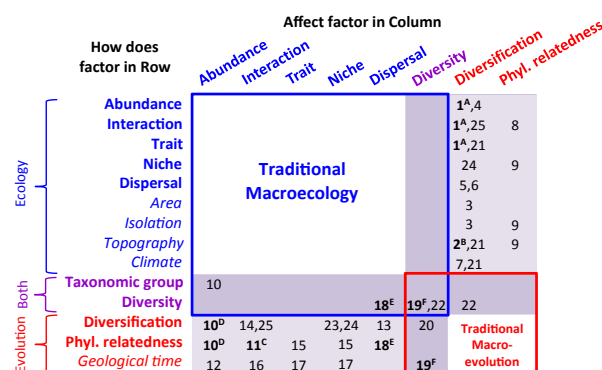 Affect factor in Column
How does
factor in Row
Abundance
Interaction
Trait
Niche
Dispersal
Diversity
Diversification
Phyl. relatedness
Ecology
Abundance 1ᴬ,4
Interaction 1ᴬ,25 8
Trait 1ᴬ,21
Niche 24 9
Dispersal 5,6
Area 3
Isolation 3 9
Topography 2ᴮ,21 9
Climate 7,21
Traditional
Macroecology
Both
Taxonomic group 10
Diversity 18ᴱ 19ꟳ,22 22
Evolution
Diversification 10ᴰ 14,25 23,24 13 20
Phyl. relatedness 10ᴰ 11ᶜ 15 15 18ᴱ
Geological time 12 16 17 17 19ꟳ
Traditional
Macro-
evolution